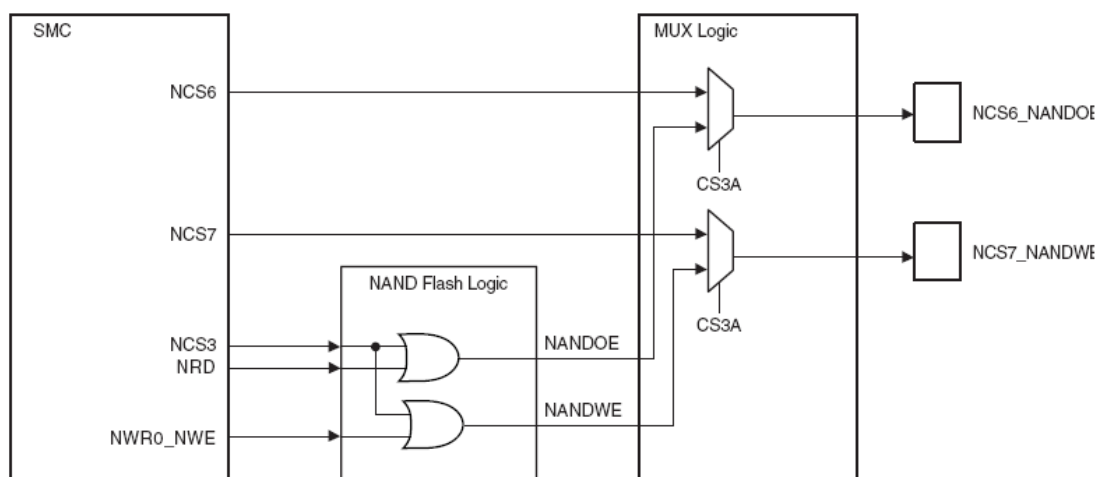 SMC
MUX Logic
NCS6
NCS6_NANDOE
CS3A
NCS7
NCS7_NANDWE
NAND Flash Logic
CS3A
NCS3
NANDOE
NRD
NANDWE
NWR0_NWE